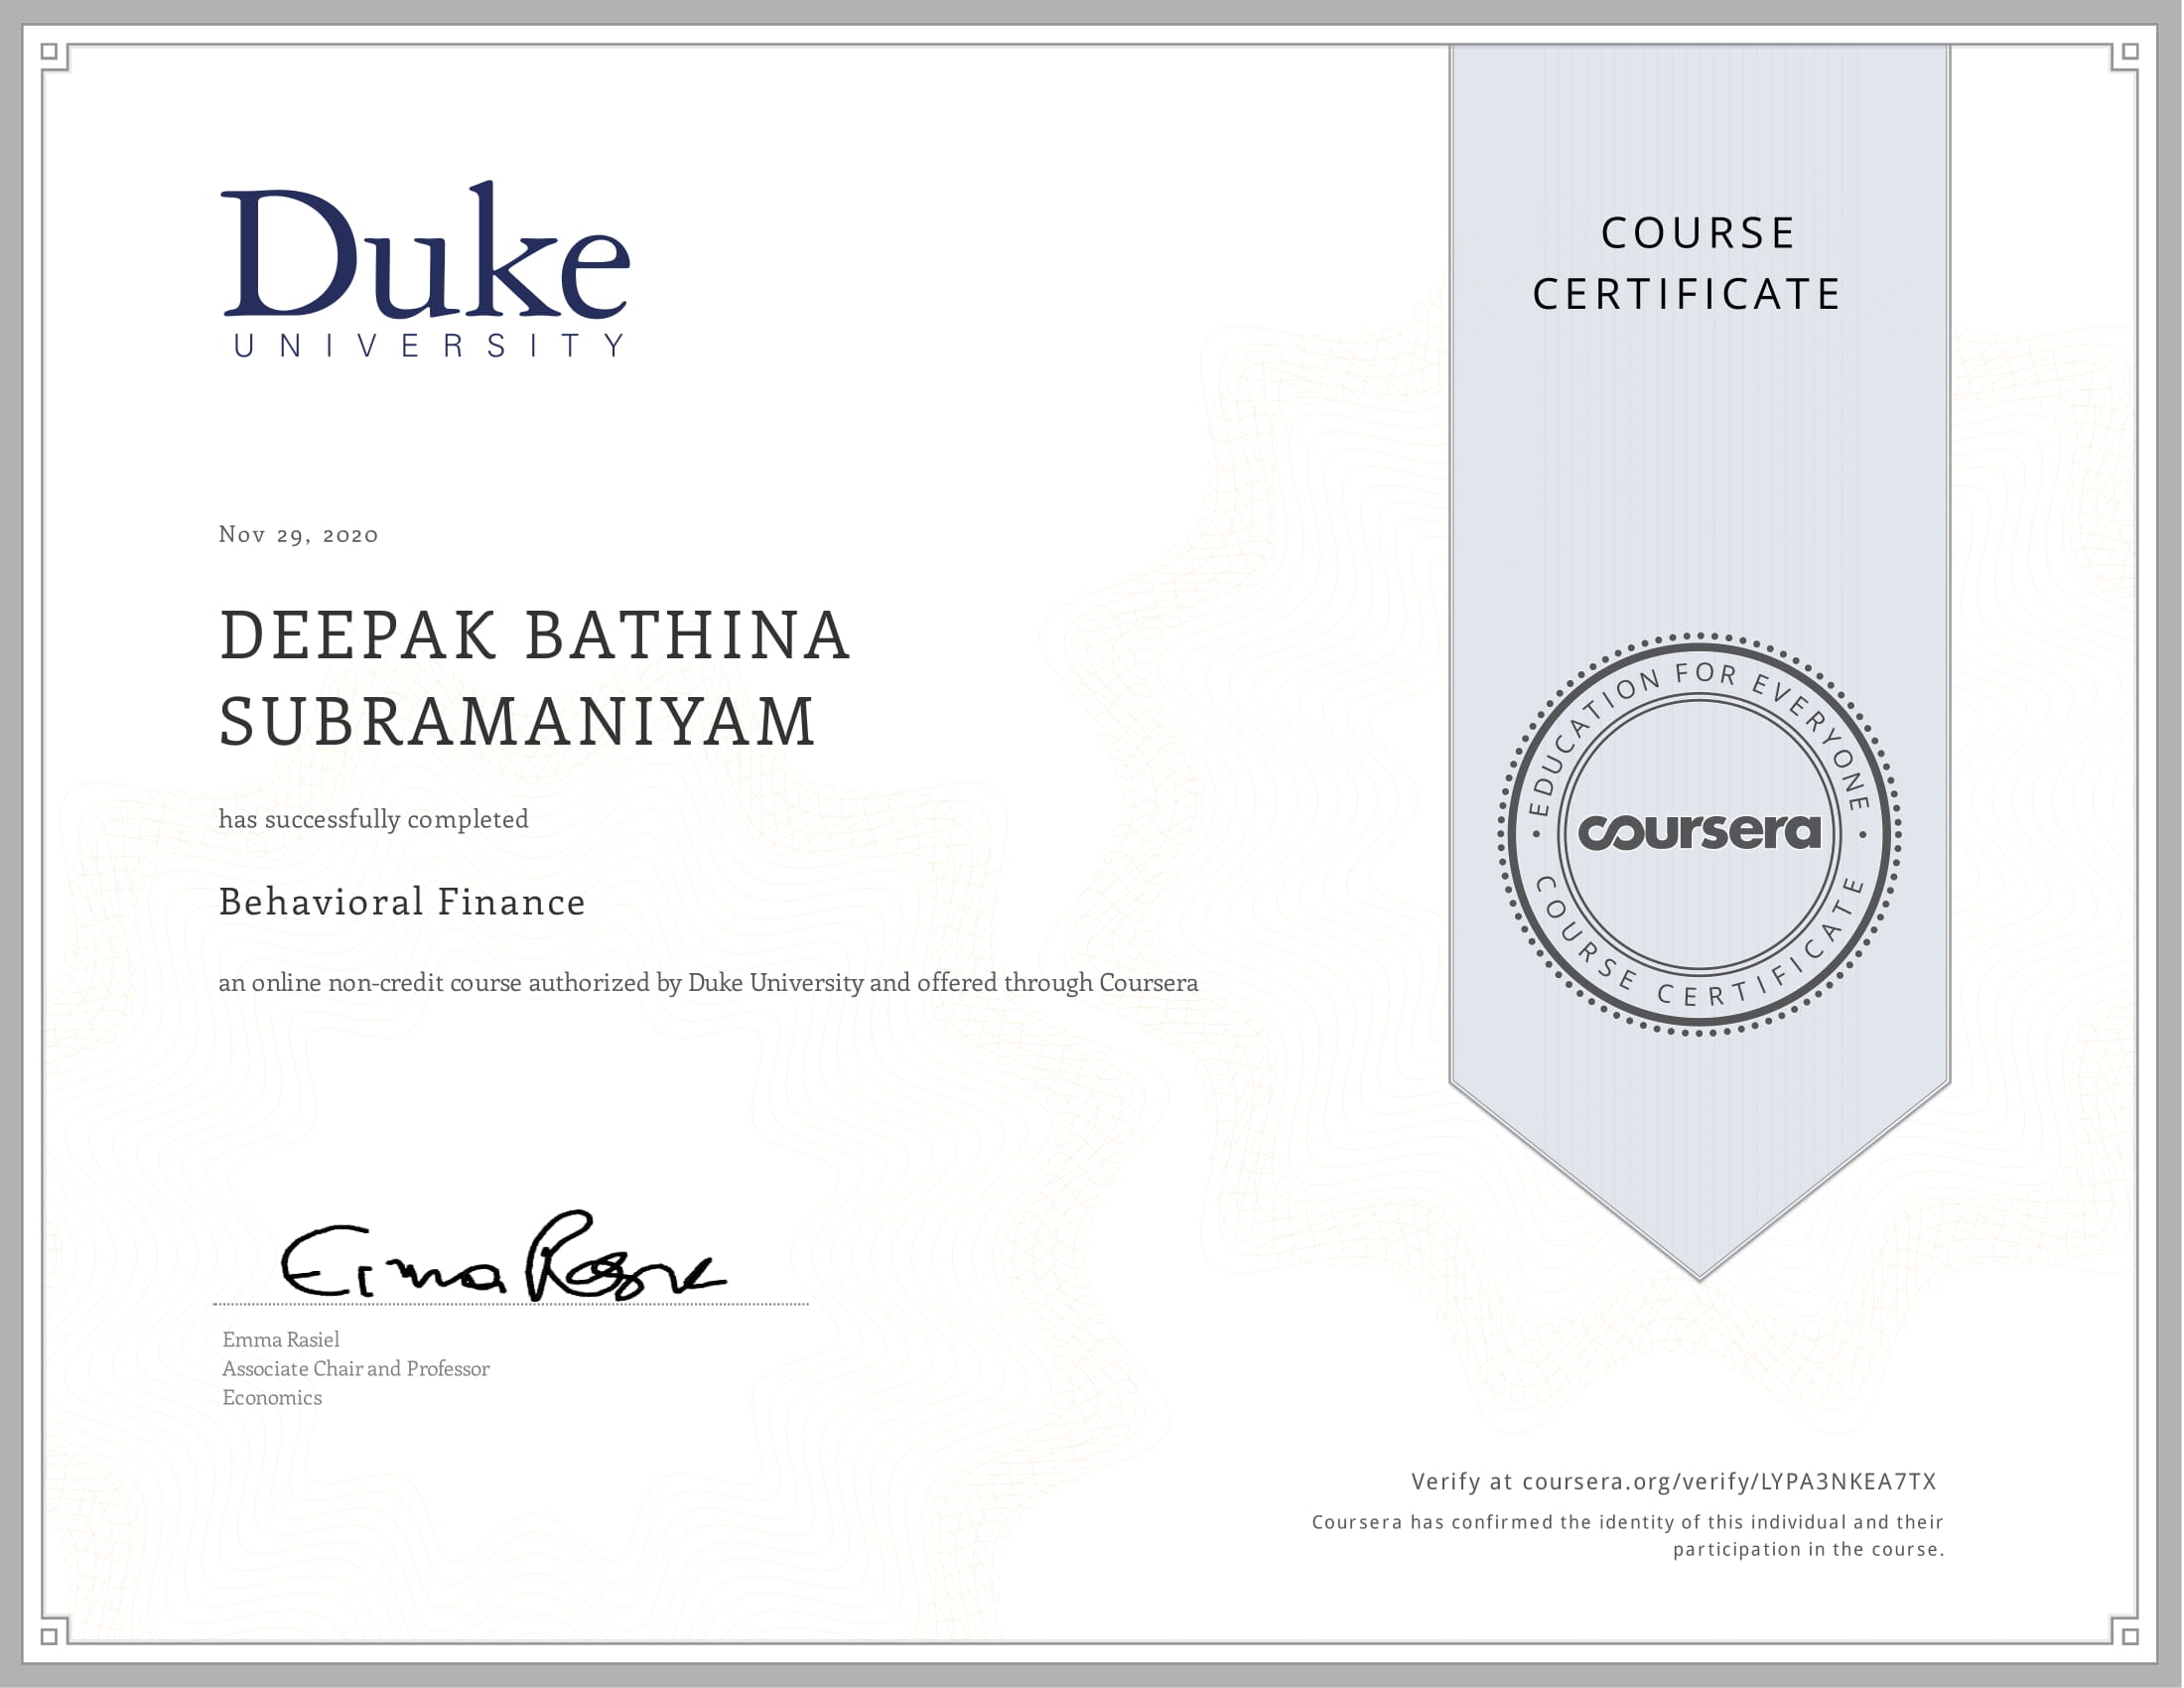 Duke
UNIVERSITY
COURSE
CERTIFICATE
Nov 29, 2020
DEEPAK BATHINA
SUBRAMANIYAM
has successfully completed
Behavioral Finance
an online non-credit course authorized by Duke University and offered through Coursera
EDUCATION FOR EVERYONE
coursera
COURSE CERTIFICATE
Emma Rasiel
Emma Rasiel
Associate Chair and Professor
Economics
Verify at coursera.org/verify/LYPA3NKEA7TX
Coursera has confirmed the identity of this individual and their
participation in the course.